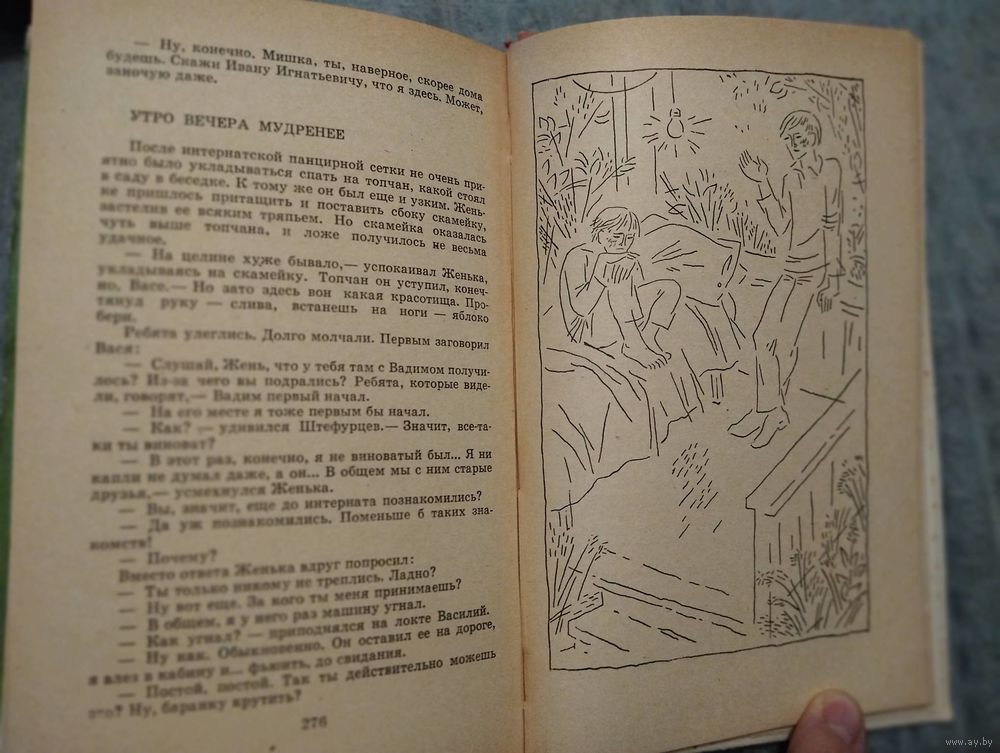 — Ну, конечно. Мишка, ты, наверное, скорее дома
будешь. Скажи Ивану Игнатьевичу, что я здесь. Может,
заночую даже.
УТРО ВЕЧЕРА МУДРЕНЕЕ
После интернатской панцирной сетки не очень при-
ятно было укладываться спать на топчан, какой стоял
в саду в беседке. К тому же он был еще и узким. Жень-
ке пришлось притащить и поставить сбоку скамейку,
застелив ее всяким тряпьем. Но скамейка оказалась
чуть выше топчана, и ложе получилось не весьма
удачное.
— На целине хуже бывало,— успокаивал Женька,
укладываясь на скамейку. Топчан он уступил, конеч-
но, Васе.— Но зато здесь вон какая красотища. Про-
тянул руку — слива, встанешь на ноги — яблоко
бери.
Ребята улеглись. Долго молчали. Первым заговорил
Вася:
— Слушай, Жень, что у тебя там с Вадимом получи-
лось? Из-за чего вы подрались? Ребята, которые виде-
ли, говорят,— Вадим первый начал.
— На его месте я тоже первым бы начал.
— Как? — удивился Штефурцев.— Значит, все-та-
ки ты виноват?
— В этот раз, конечно, я не виноватый был... Я ни
капли не думал даже, а он... В общем мы с ним старые
друзья,— усмехнулся Женька.
— Вы, значит, еще до интерната познакомились?
— Да уж познакомились. Поменьше б таких зна-
комств!
— Почему?
Вместо ответа Женька вдруг попросил:
— Ты только никому не треплись. Ладно?
— Ну вот еще. За кого ты меня принимаешь?
— В общем, я у него раз машину угнал.
— Как угнал? — приподнялся на локте Василий.
— Ну как. Обыкновенно. Он оставил ее на дороге,
я влез в кабину и... фьюить, до свидания.
— Постой, постой. Так ты действительно можешь
это? Ну, баранку крутить?
276
www.ay.by